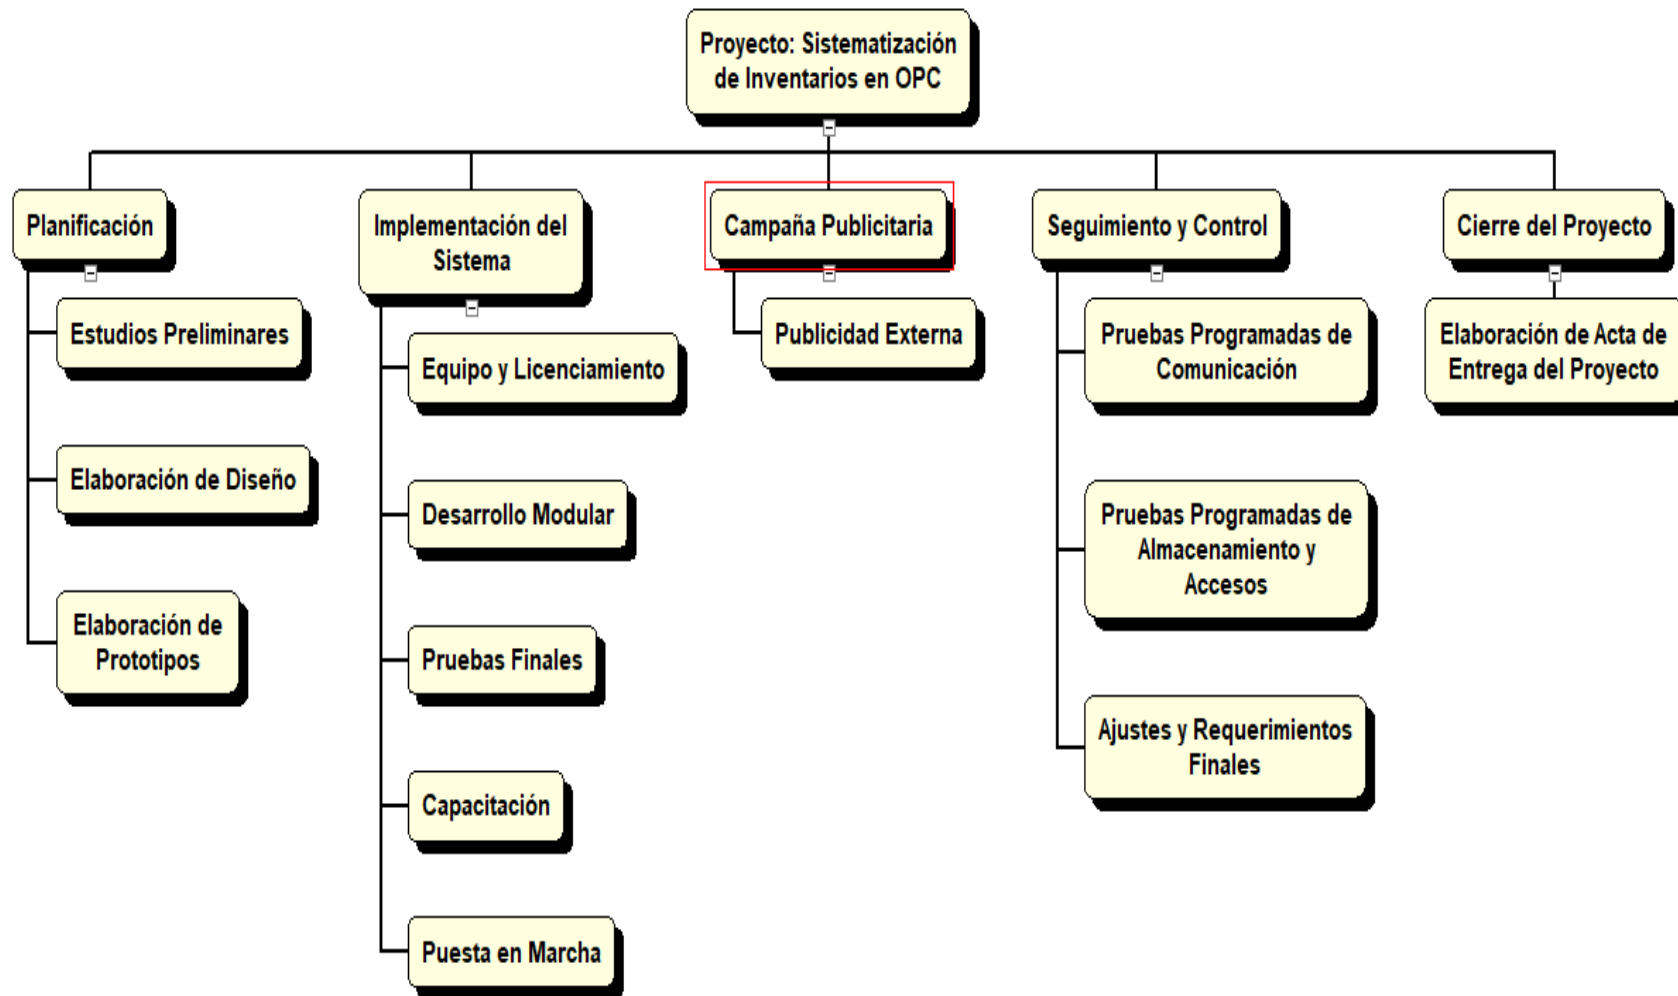 Proyecto: Sistematización
de Inventarios en OPC
Planificación
Estudios Preliminares
Elaboración de Diseño
Elaboración de
Prototipos
Implementación del
Sistema
Equipo y Licenciamiento
Desarrollo Modular
Pruebas Finales
Capacitación
Puesta en Marcha
Campaña Publicitaria
Publicidad Externa
Seguimiento y Control
Pruebas Programadas de
Comunicación
Pruebas Programadas de
Almacenamiento y
Accesos
Ajustes y Requerimientos
Finales
Cierre del Proyecto
Elaboración de Acta de
Entrega del Proyecto